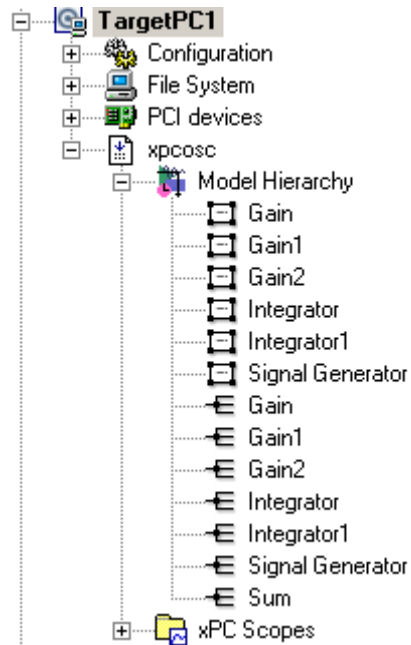 TargetPC1
Configuration
File System
PCI devices
xpcosc
Model Hierarchy
Gain
Gain1
Gain2
Integrator
Integrator1
Signal Generator
Gain
Gain1
Gain2
Integrator
Integrator1
Signal Generator
Sum
xPC Scopes